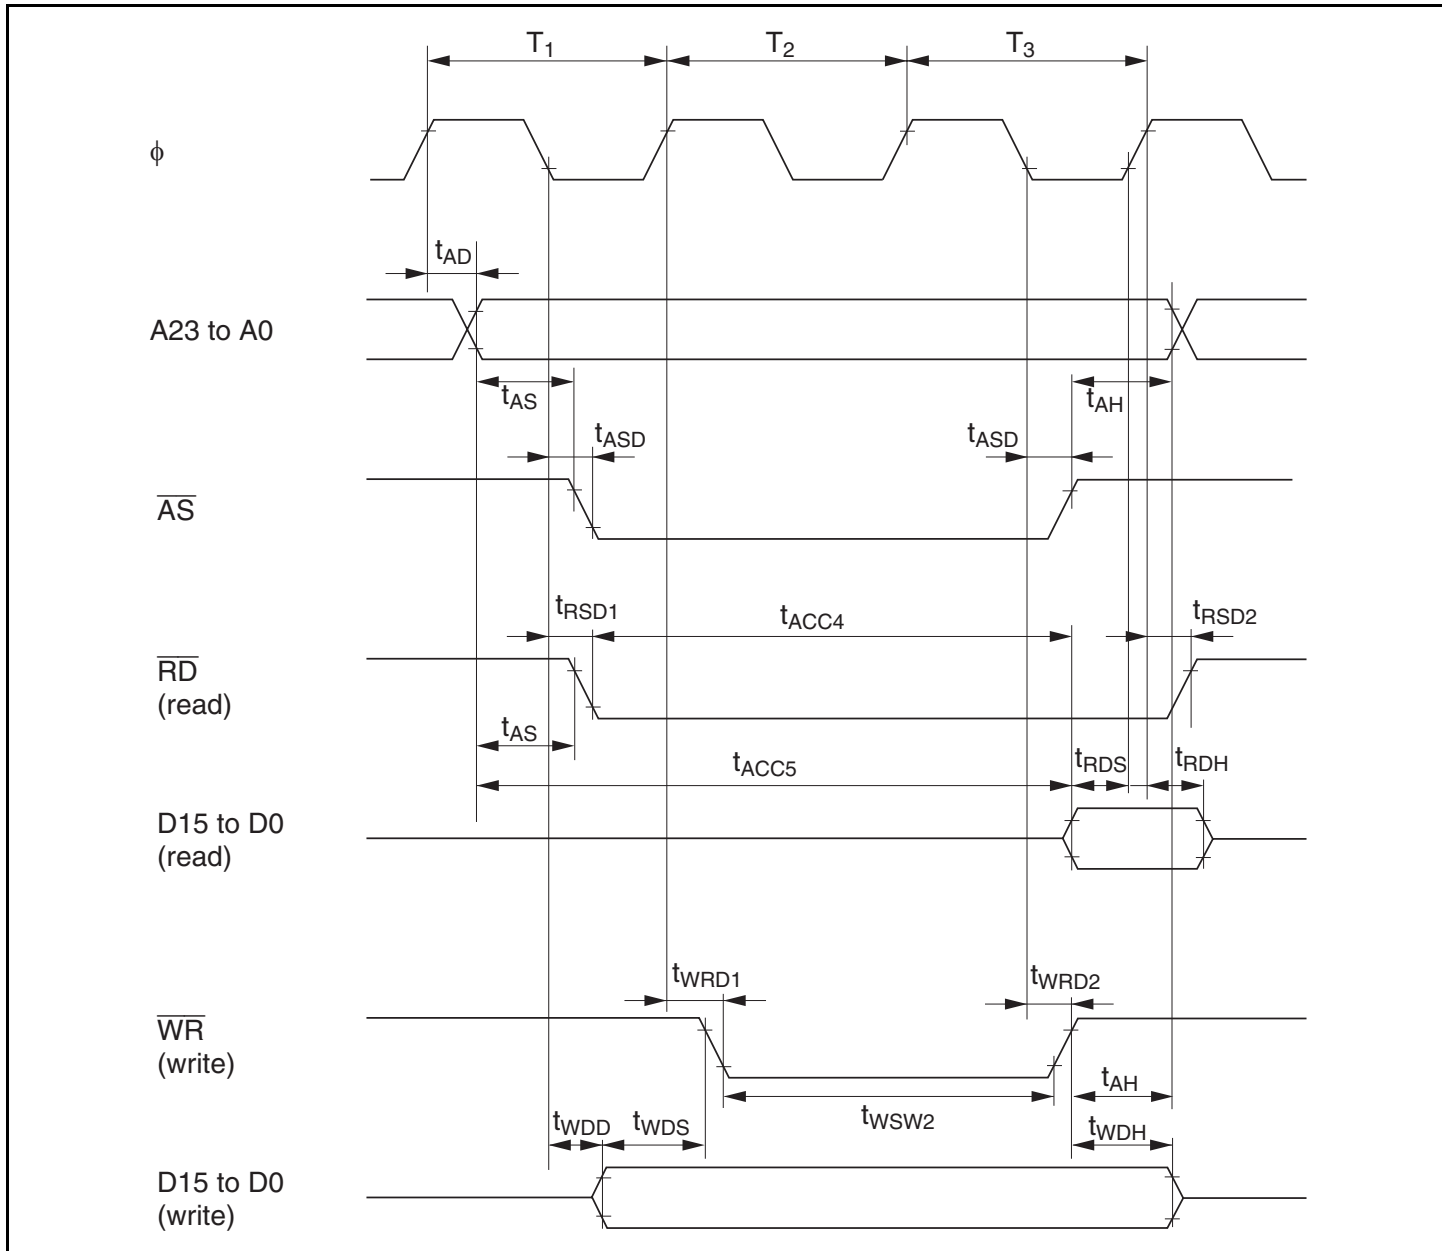 T1 T2 T3
ϕ
tAD
A23 to A0
tAS tAH
tASD tASD
AS
tRSD1 tACC4 tRSD2
RD
(read)
tAS
tACC5 tRDS tRDH
D15 to D0
(read)
tWRD1 tWRD2
WR
(write)
tAH
tWSW2
tWDD tWDS tWDH
D15 to D0
(write)